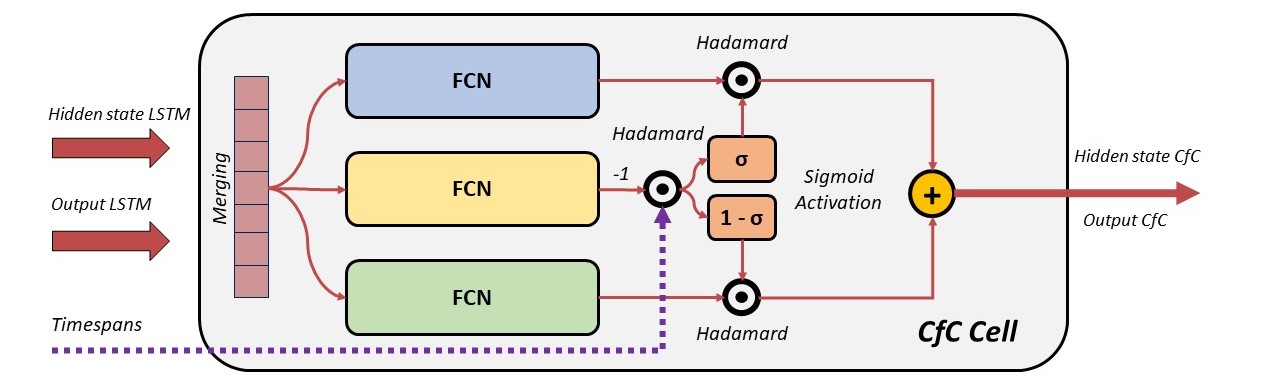 Hadamard
FCN
Hidden state LSTM
Hadamard
σ
Merging
-1
FCN
Sigmoid
Activation
+
Hidden state CfC
Output LSTM
1 - σ
Output CfC
FCN
Timespans
Hadamard
CfC Cell